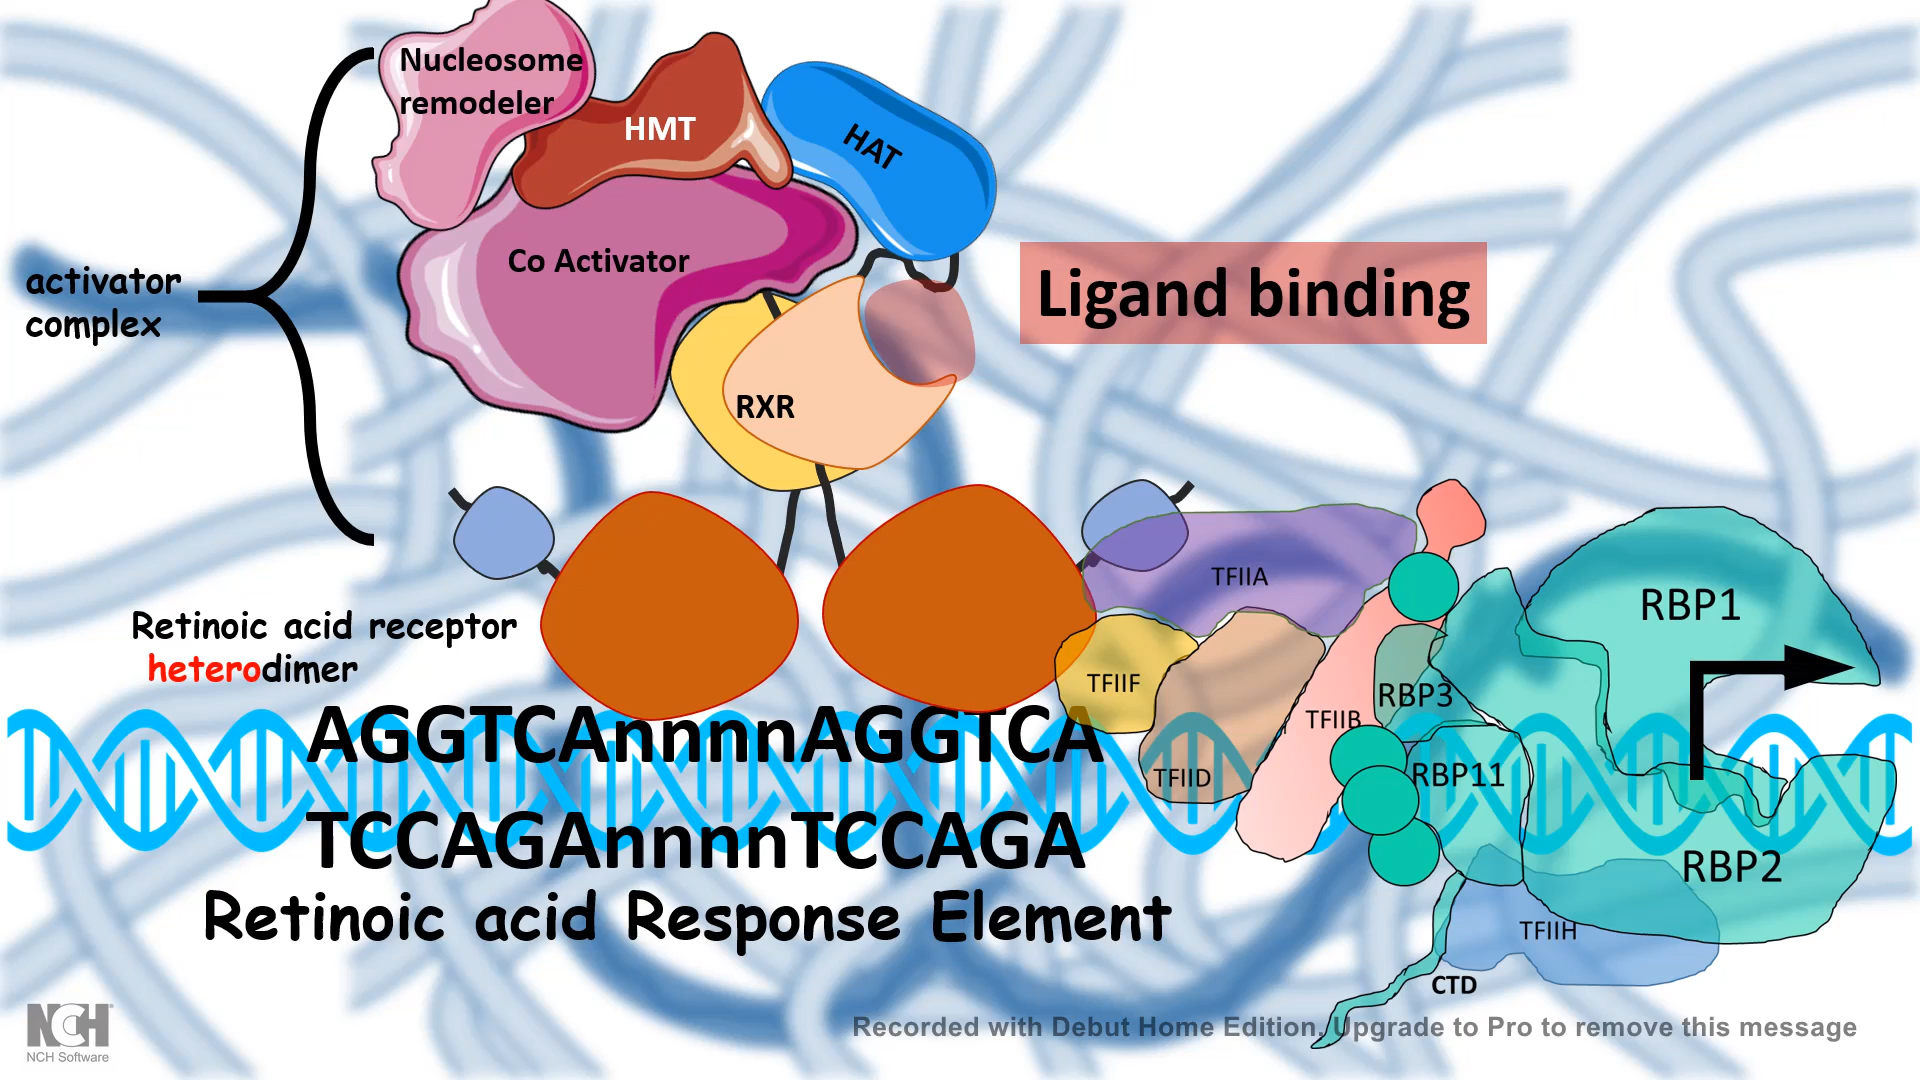 Nucleosome
remodeler
HMT
HAT
Co Activator
activator
complex
Ligand binding
RXR
Retinoic acid receptor
heterodimer
TFIIA
TFIIF
TFIID
TFIIB
RBP1
RBP3
RBP11
RBP2
TFIIH
CTD
AGGTCAnnnnAGGTCA
TCCAGAnnnnTCCAGA
Retinoic acid Response Element
NCH
NCH Software
Recorded with Debut Home Edition. Upgrade to Pro to remove this message